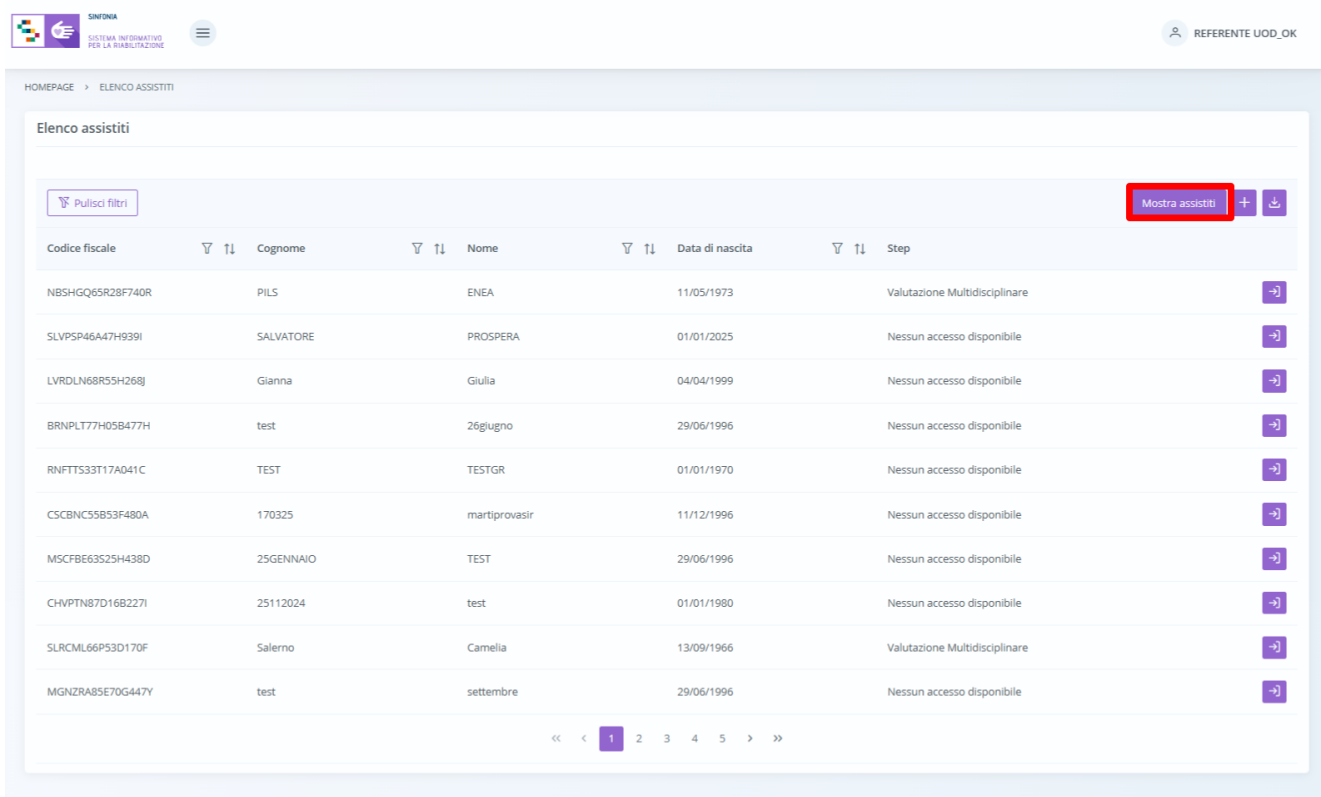 SINFONIA
SISTEMA INFORMATIVO
PER LA RIABILITAZIONE
REFERENTE UOD_OK
HOMEPAGE > ELENCO ASSISTITI
Elenco assistiti
Pulisci filtri
Mostra assistiti +
Codice fiscale Cognome Nome Data di nascita Step
NBSHGQ65R28F740R PILS ENEA 11/05/1973 Valutazione Multidisciplinare
SLVPSP46A47H939I SALVATORE PROSPERA 01/01/2025 Nessun accesso disponibile
LVRDLN68R55H268J Gianna Giulia 04/04/1999 Nessun accesso disponibile
BRNPLT77H05B477H test 26giugno 29/06/1996 Nessun accesso disponibile
RNFTTS33T17A041C TEST TESTGR 01/01/1970 Nessun accesso disponibile
CSCBNC55B53F480A 170325 martiprovasir 11/12/1996 Nessun accesso disponibile
MSCFBE63S25H438D 25GENNAIO TEST 29/06/1996 Nessun accesso disponibile
CHVPTN87D16B227I 25112024 test 01/01/1980 Nessun accesso disponibile
SLRCML66P53D170F Salerno Camelia 13/09/1966 Valutazione Multidisciplinare
MGNZRA85E70G447Y test settembre 29/06/1996 Nessun accesso disponibile
« < 1 2 3 4 5 > »